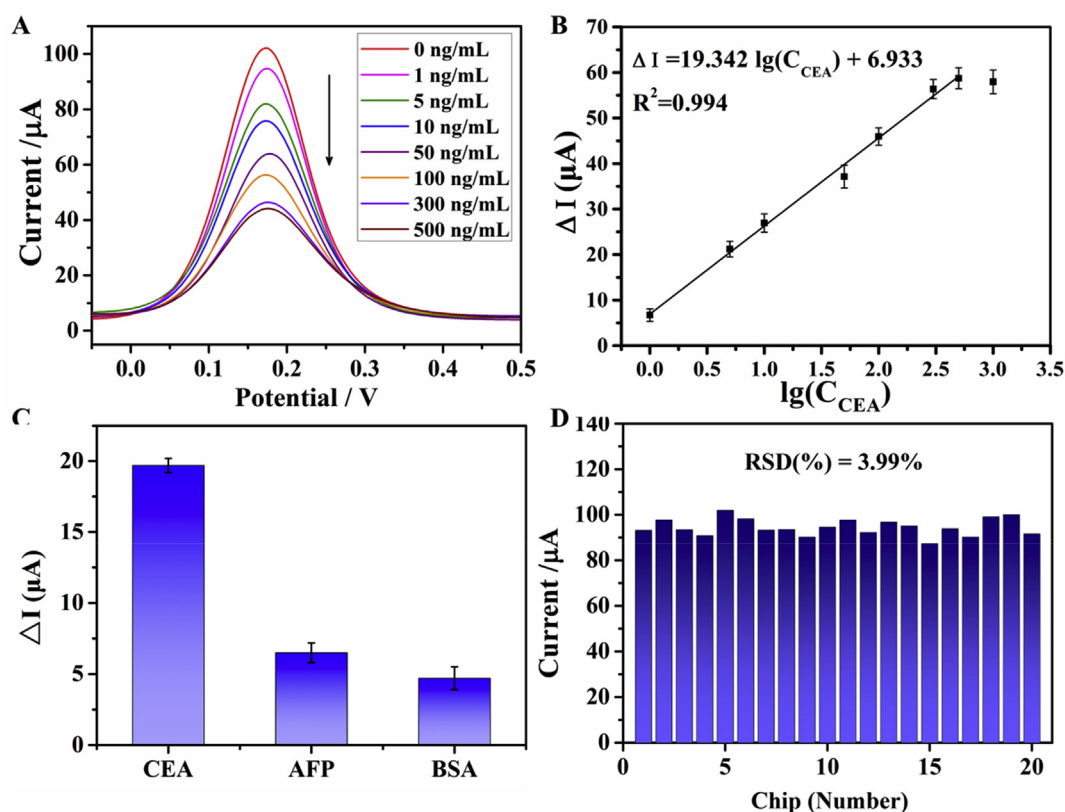 A
100
80
60
40
20
0
Current /μA
0.0 0.1 0.2 0.3 0.4 0.5
Potential / V
0 ng/mL
1 ng/mL
5 ng/mL
10 ng/mL
50 ng/mL
100 ng/mL
300 ng/mL
500 ng/mL
B
70
60
50
40
30
20
10
0
Δ I (μA)
Δ I =19.342 lg(C_CEA) + 6.933
R²=0.994
0.0 0.5 1.0 1.5 2.0 2.5 3.0 3.5
lg(C_CEA)
C
20
15
10
5
0
△I (μA)
CEA AFP BSA
D
140
120
100
80
60
40
20
0
Current /μA
RSD(%) = 3.99%
0 5 10 15 20
Chip (Number)